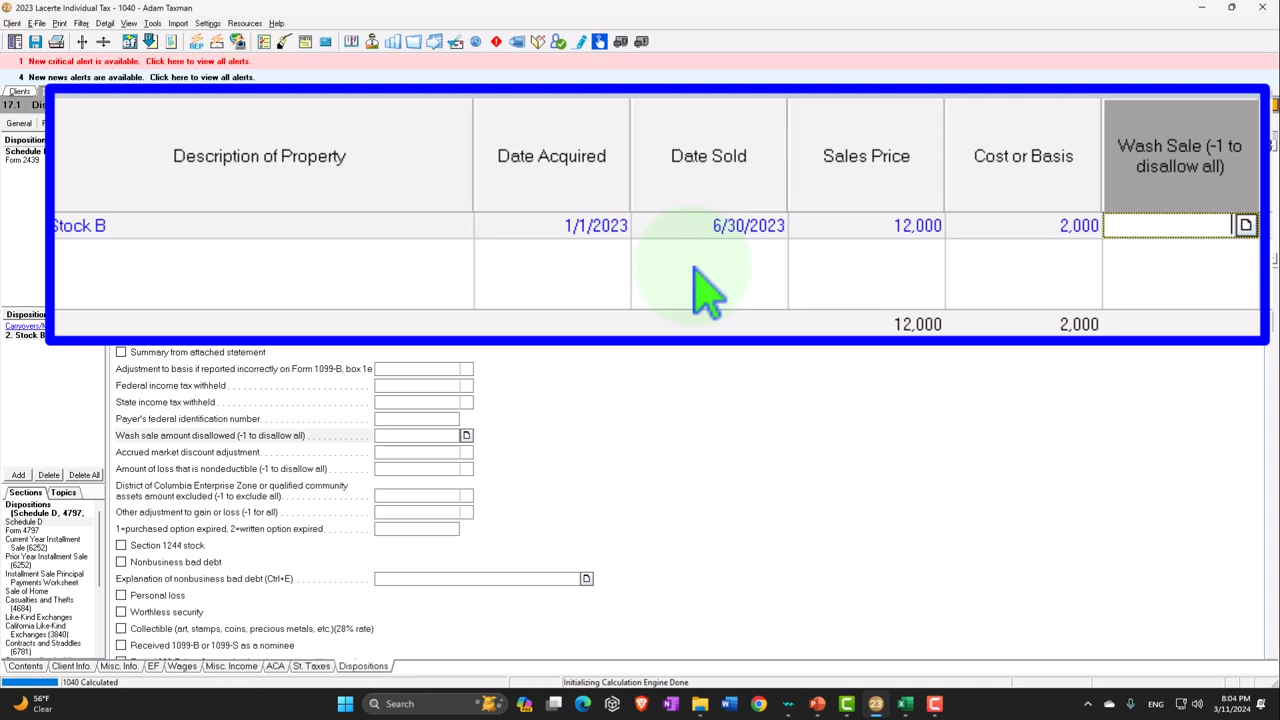 2023 Lacerte Individual Tax - 1040 - Adam Taxman
Client E-File Print Filter Detail View Tools Import Settings Resources Help
1 New critical alert is available. Click here to view all alerts.
4 New news alerts are available. Click here to view all alerts.
Clients
17.1
General
Schedule
Form 2439
Description of Property Date Acquired Date Sold Sales Price Cost or Basis Wash Sale (-1 to disallow all)
Stock B 1/1/2023 6/30/2023 12,000 2,000
12,000 2,000
2. Stock B
Summary from attached statement
Adjustment to basis if reported incorrectly on Form 1099-B, box 1e
Federal income tax withheld
State income tax withheld
Payer's federal identification number
Wash sale amount disallowed (-1 to disallow all)
Accrued market discount adjustment
Amount of loss that is nondeductible (-1 to disallow all)
District of Columbia Enterprise Zone or qualified community
assets amount excluded (-1 to exclude all)
Other adjustment to gain or loss (-1 for all)
1=purchased option expired, 2=written option expired
Section 1244 stock
Nonbusiness bad debt
Explanation of nonbusiness bad debt (Ctrl+E)
Personal loss
Worthless security
Collectible (art, stamps, coins, precious metals, etc.)(28% rate)
Received 1099-B or 1099-S as a nominee
Add Delete Delete All
Sections Topics
Dispositions
(Schedule D, 4797,
Schedule D
Form 4797
Current Year Installment
Sale (6252)
Prior Year Installment Sale
(6252)
Installment Sale Principal
Payments Worksheet
Sale of Home
Casualties and Thefts
(4684)
Like-Kind Exchanges
California Like-Kind
Exchanges (3840)
Contracts and Straddles
(6781)
Contents Client Info. Misc. Info. EF Wages Misc. Income ACA St. Taxes Dispositions
1040 Calculated Initializing Calculation Engine Done
56°F
Clear
Search
ENG
8:04 PM
3/11/2024